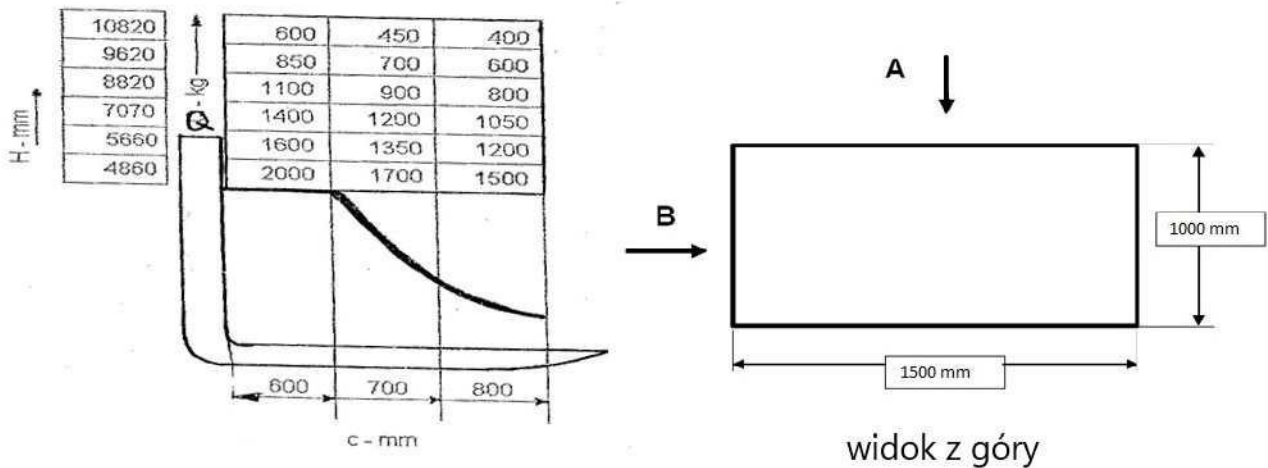 10820 600 450 400
9620 850 700 600
8820 1100 900 800
7070 1400 1200 1050
5660 1600 1350 1200
4860 2000 1700 1500
H - mm
Q - kg
600 700 800
c - mm
A
B
1000 mm
1500 mm
widok z góry